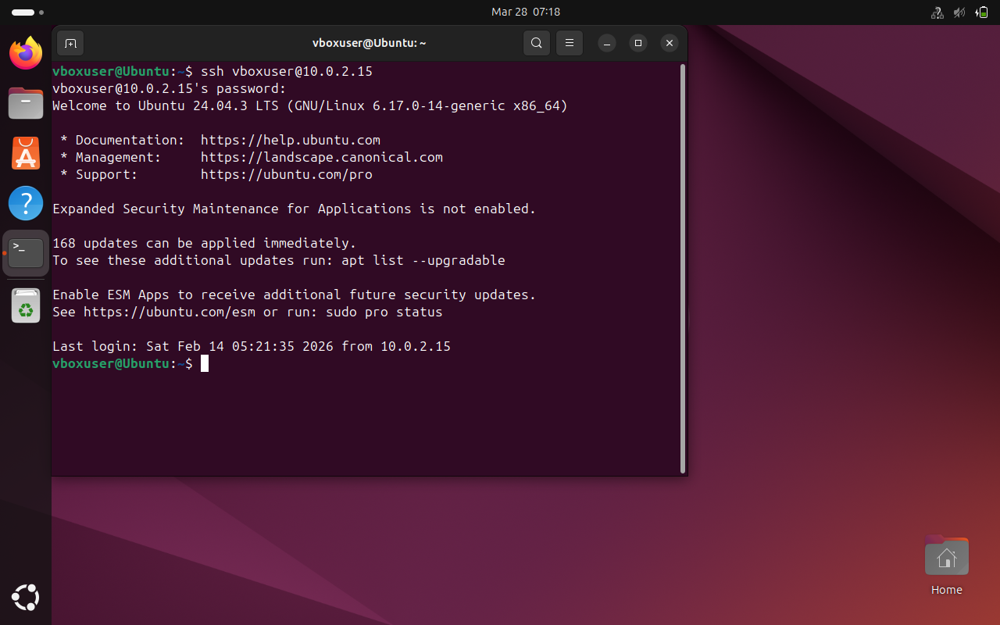 Mar 28 07:18
vboxuser@Ubuntu: ~
vboxuser@Ubuntu:~$ ssh vboxuser@10.0.2.15
vboxuser@10.0.2.15's password:
Welcome to Ubuntu 24.04.3 LTS (GNU/Linux 6.17.0-14-generic x86_64)
* Documentation:  https://help.ubuntu.com
* Management:     https://landscape.canonical.com
* Support:        https://ubuntu.com/pro
Expanded Security Maintenance for Applications is not enabled.
168 updates can be applied immediately.
To see these additional updates run: apt list --upgradable
Enable ESM Apps to receive additional future security updates.
See https://ubuntu.com/esm or run: sudo pro status
Last login: Sat Feb 14 05:21:35 2026 from 10.0.2.15
vboxuser@Ubuntu:~$
Home